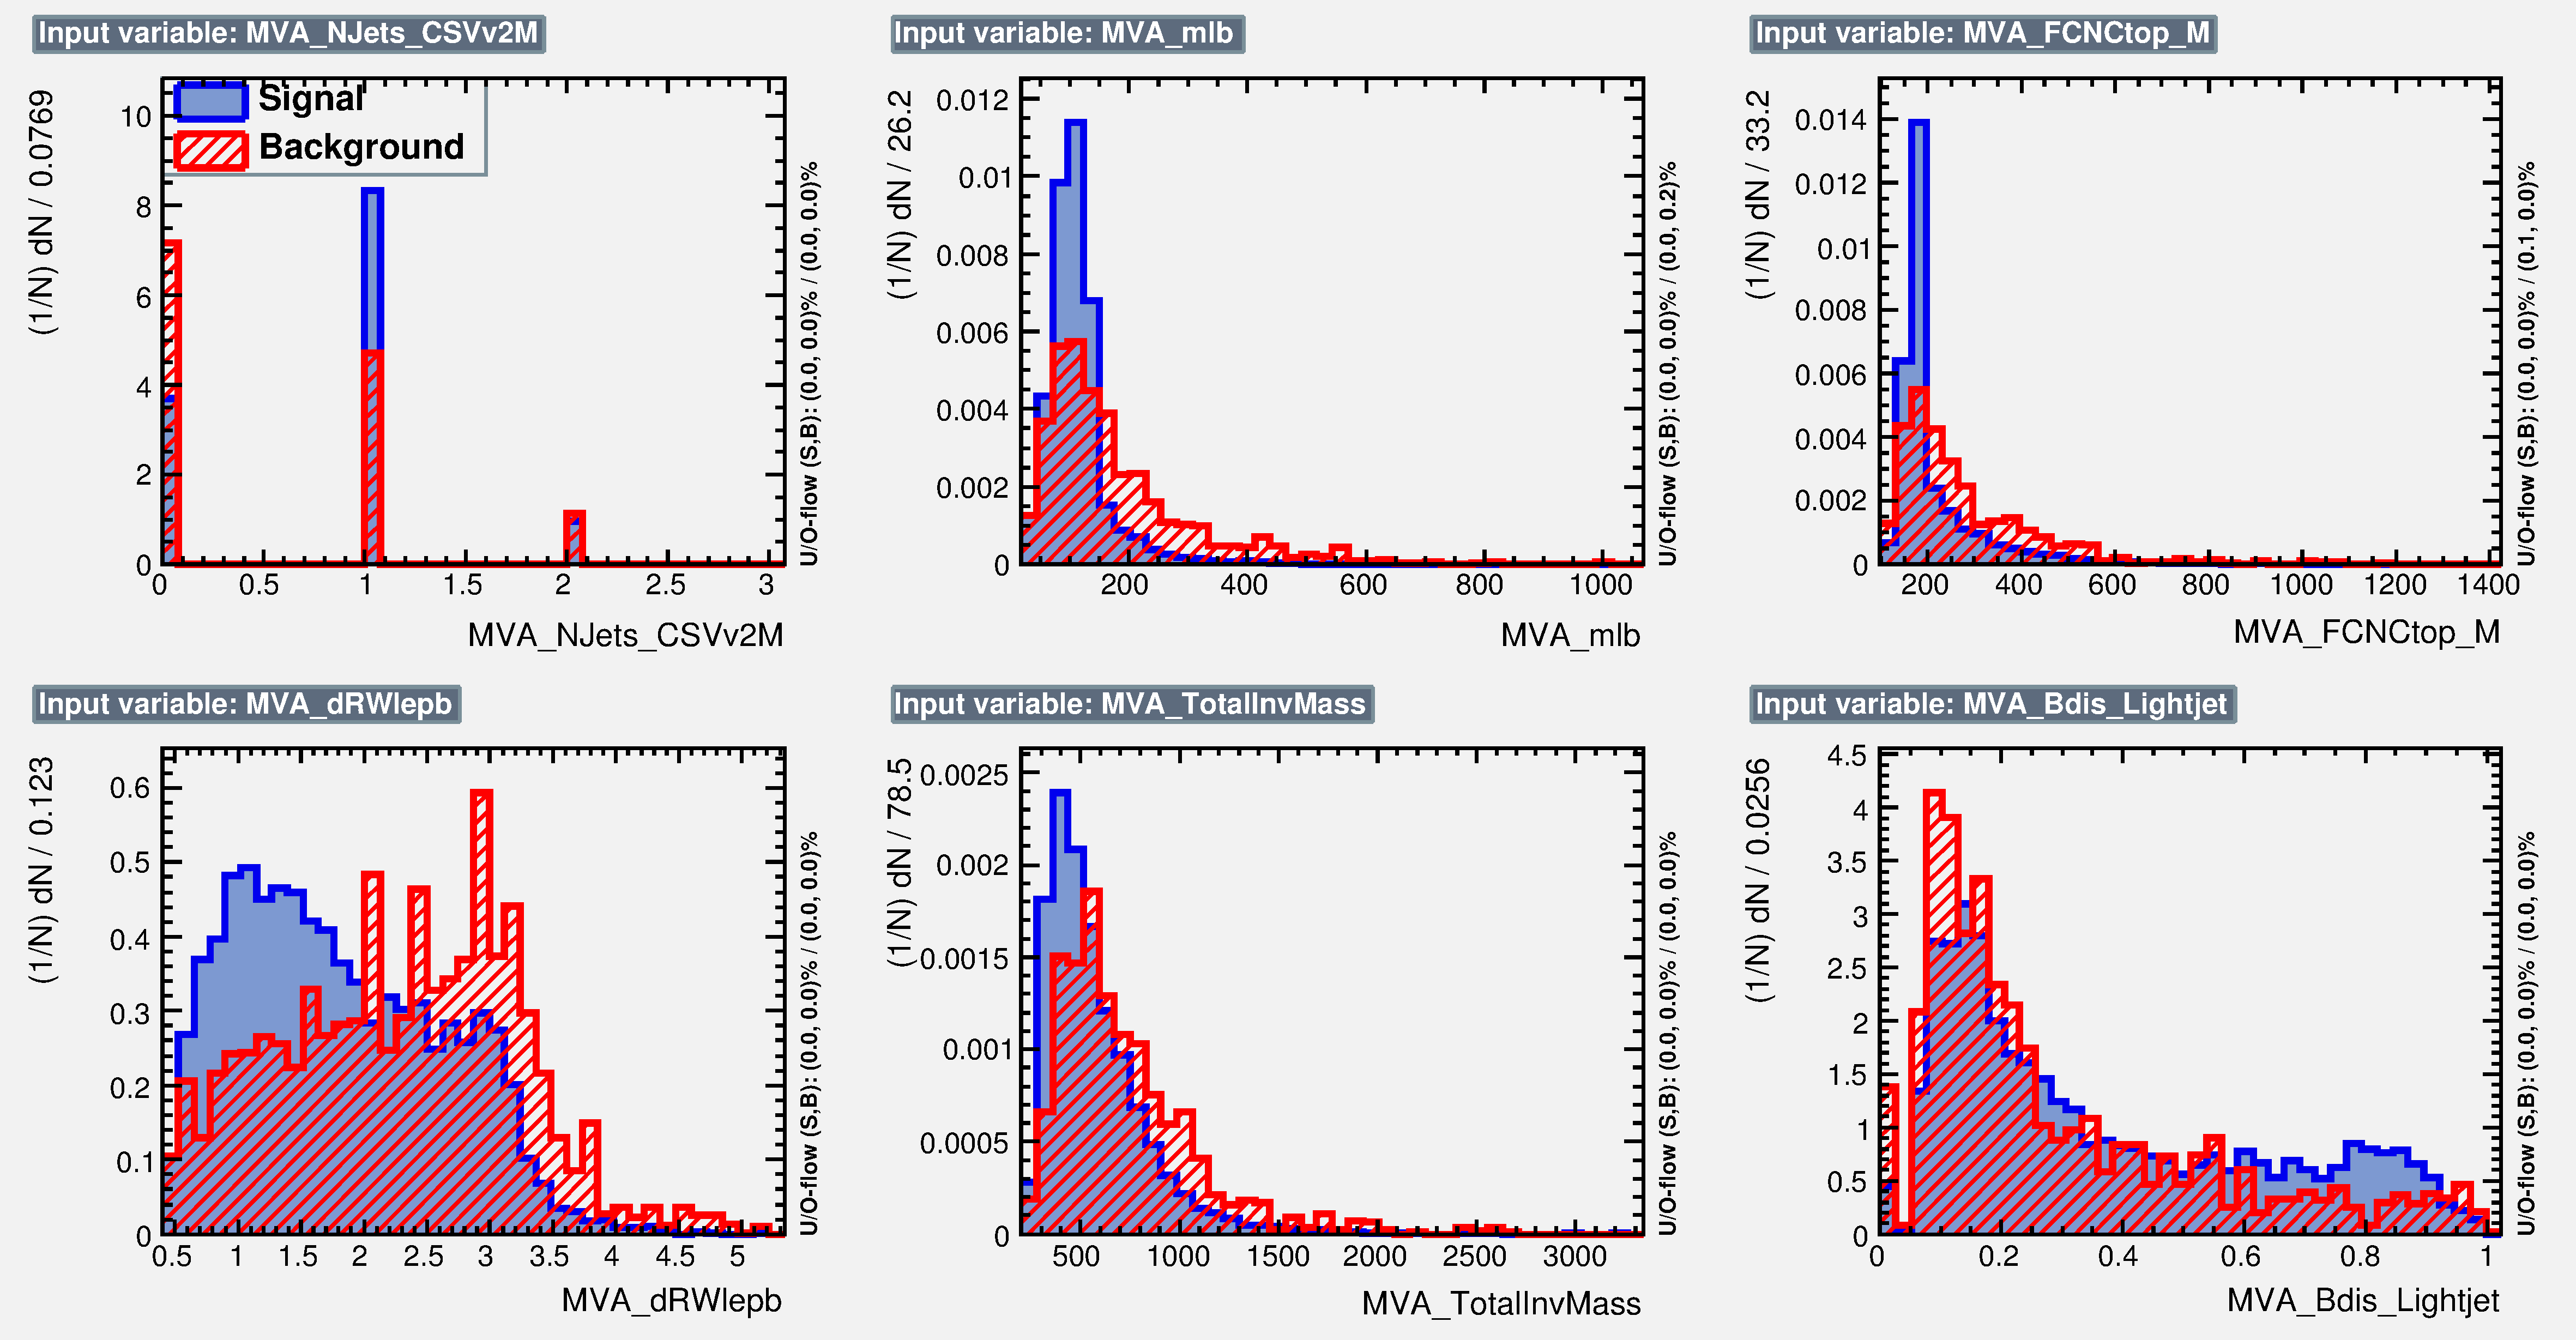 Input variable: MVA_NJets_CSVv2M
(1/N) dN / 0.0769
10
8
6
4
2
0
Signal
Background
0 0.5 1 1.5 2 2.5 3
MVA_NJets_CSVv2M
U/O-flow (S,B): (0.0, 0.0)% / (0.0, 0.0)%
Input variable: MVA_mlb
(1/N) dN / 26.2
0.012
0.01
0.008
0.006
0.004
0.002
0
200 400 600 800 1000
MVA_mlb
U/O-flow (S,B): (0.0, 0.0)% / (0.0, 0.2)%
Input variable: MVA_FCNCtop_M
(1/N) dN / 33.2
0.014
0.012
0.01
0.008
0.006
0.004
0.002
0
200 400 600 800 1000 1200 1400
MVA_FCNCtop_M
U/O-flow (S,B): (0.0, 0.0)% / (0.1, 0.0)%
Input variable: MVA_dRWlepb
(1/N) dN / 0.123
0.6
0.5
0.4
0.3
0.2
0.1
0
0.5 1 1.5 2 2.5 3 3.5 4 4.5 5
MVA_dRWlepb
U/O-flow (S,B): (0.0, 0.0)% / (0.0, 0.0)%
Input variable: MVA_TotalInvMass
(1/N) dN / 78.5
0.0025
0.002
0.0015
0.001
0.0005
0
500 1000 1500 2000 2500 3000
MVA_TotalInvMass
U/O-flow (S,B): (0.0, 0.0)% / (0.0, 0.0)%
Input variable: MVA_Bdis_Lightjet
(1/N) dN / 0.0256
4.5
4
3.5
3
2.5
2
1.5
1
0.5
0
0 0.2 0.4 0.6 0.8 1
MVA_Bdis_Lightjet
U/O-flow (S,B): (0.0, 0.0)% / (0.0, 0.0)%